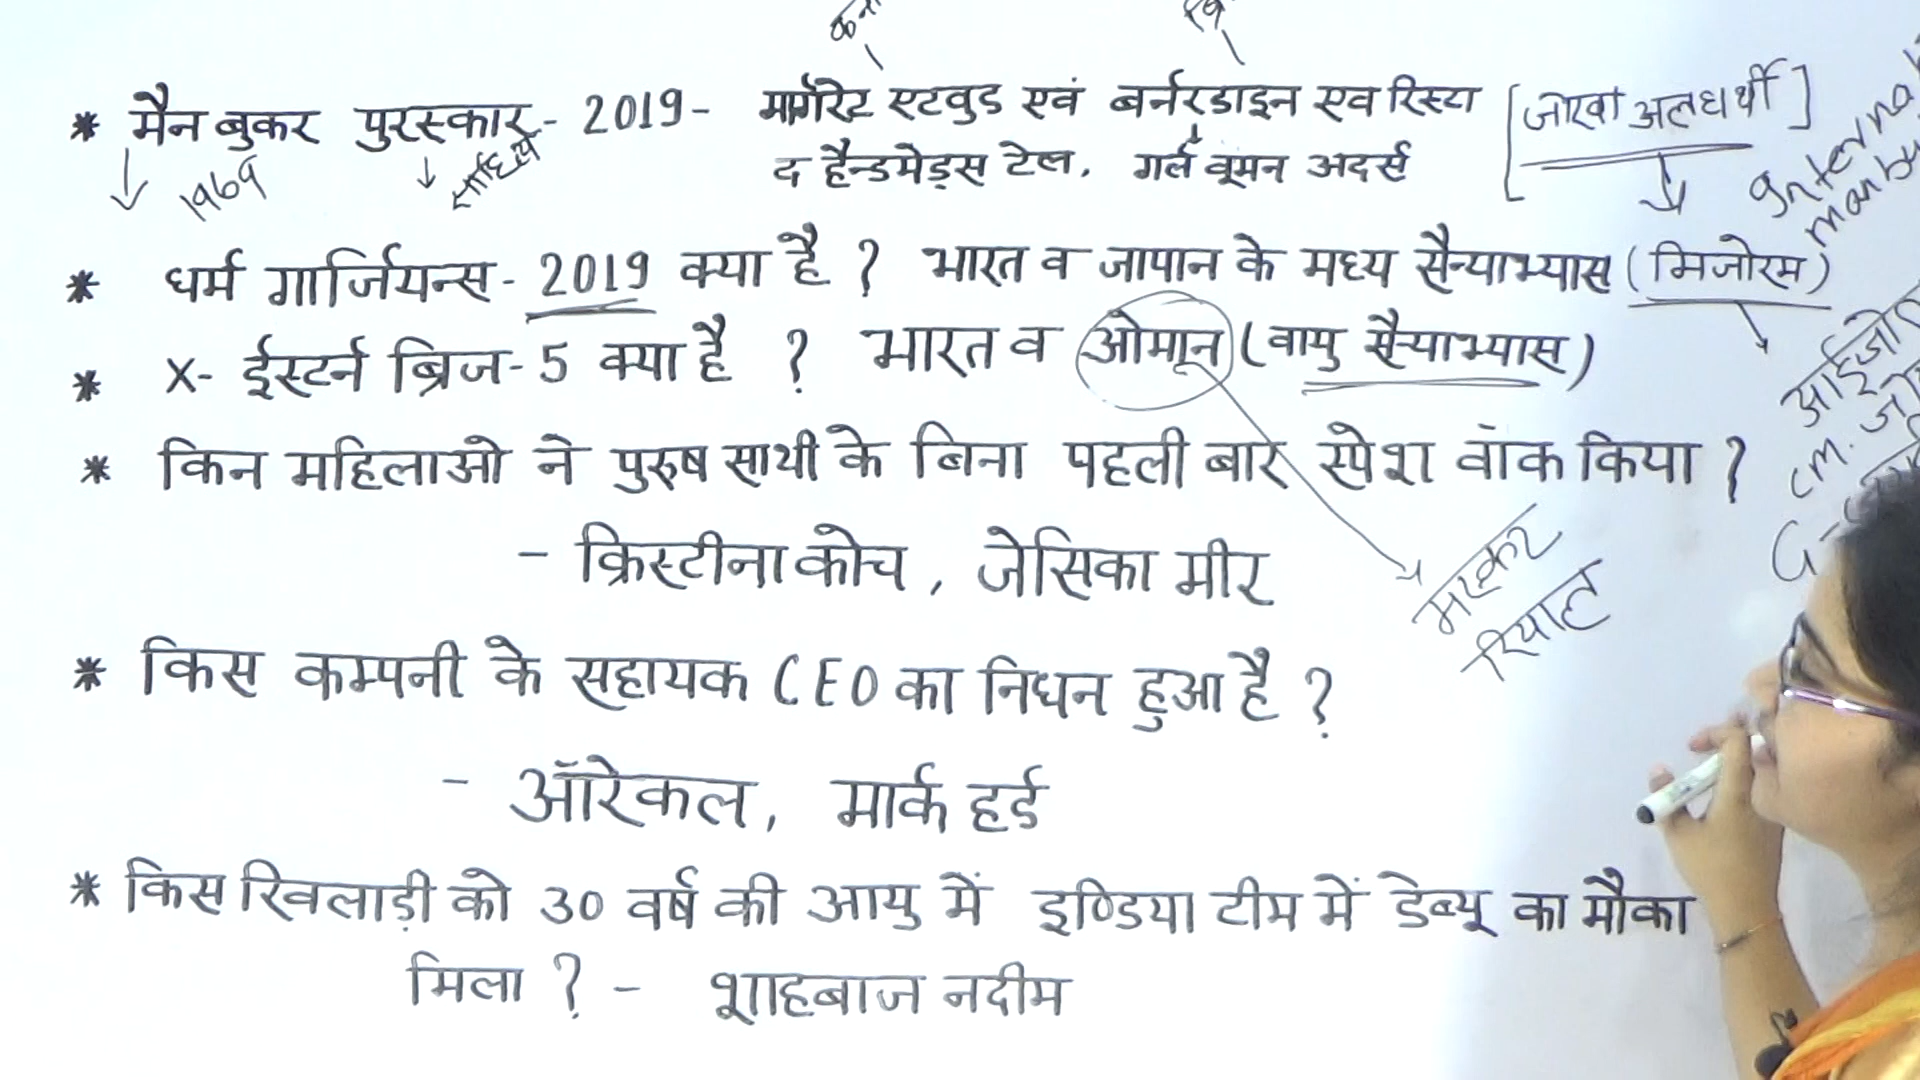 * मैन बुकर पुरस्कार - 2019 - मार्गरेट एटवुड एवं बर्नरडाइन एवरिस्टा [जोखा अलहार्थी]
1969
साहित्य
द हैन्डमेड्स टेल, गर्ल वूमन अदर्स
* धर्म गार्जियन्स - 2019 क्या है ? भारत व जापान के मध्य सैन्याभ्यास (मिजोरम)
* X- ईस्टर्न ब्रिज - 5 क्या है ? भारत व ओमान (वायु सैन्याभ्यास)
* किन महिलाओ ने पुरुष साथी के बिना पहली बार स्पेश वॉक किया ?
- क्रिस्टीना कोच, जेसिका मीर
मस्कट
रियाल
* किस कम्पनी के सहायक CEO का निधन हुआ है ?
- ऑरेकल, मार्क हर्ड
* किस खिलाड़ी को 30 वर्ष की आयु में इण्डिया टीम में डेब्यू का मौका
मिला ? - शाहबाज नदीम
cm.
G-